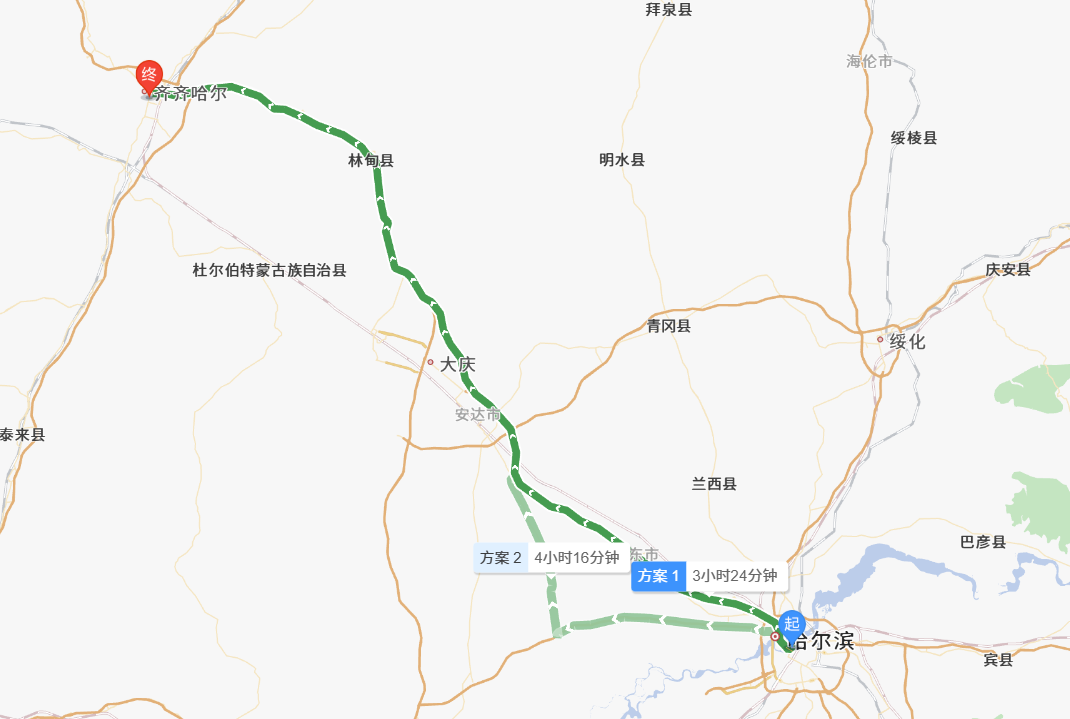 拜泉县
海伦市
终
齐齐哈尔
绥棱县
林甸县
明水县
杜尔伯特蒙古族自治县
庆安县
青冈县
绥化
大庆
安达市
泰来县
兰西县
巴彦县
东市
方案 2 4小时16分钟
方案 1 3小时24分钟
起
哈尔滨
宾县